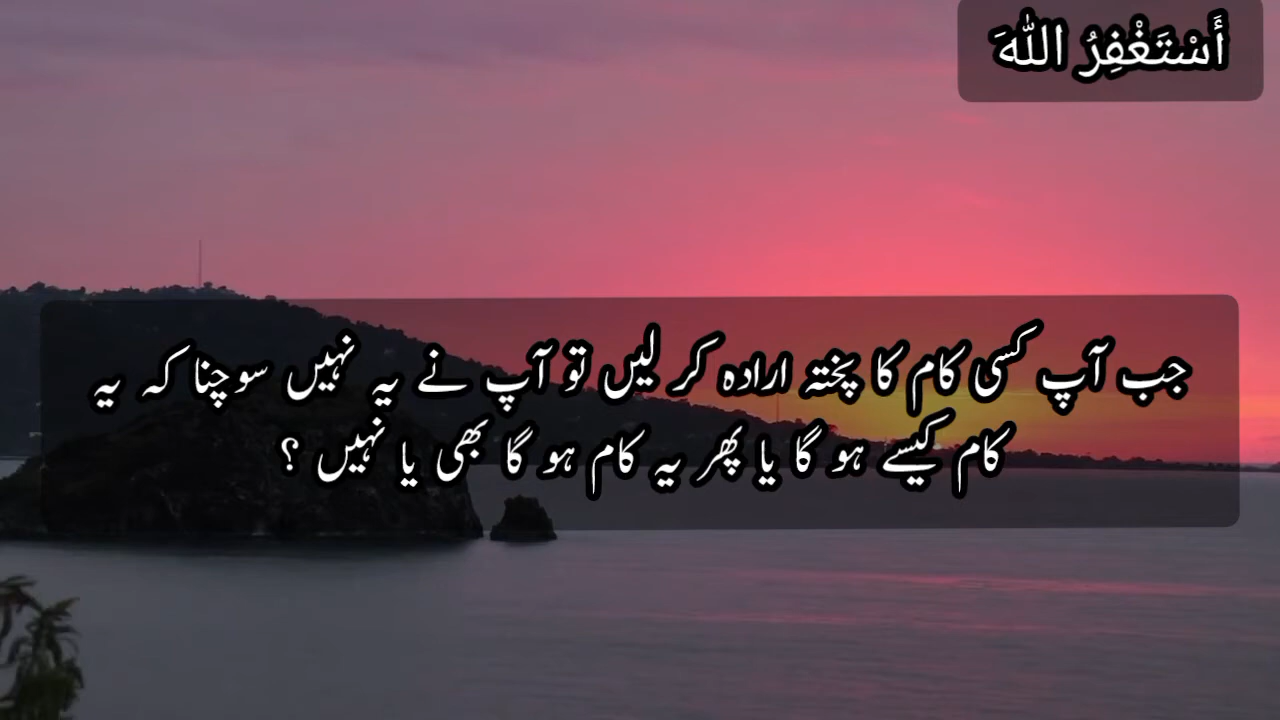 أَسْتَغْفِرُ اللّٰهَ
جب آپ کسی کام کا پختہ ارادہ کر لیں تو آپ نے یہ نہیں سوچنا کہ یہ
کام کیسے ہو گا یا پھر یہ کام ہو گا بھی یا نہیں ؟